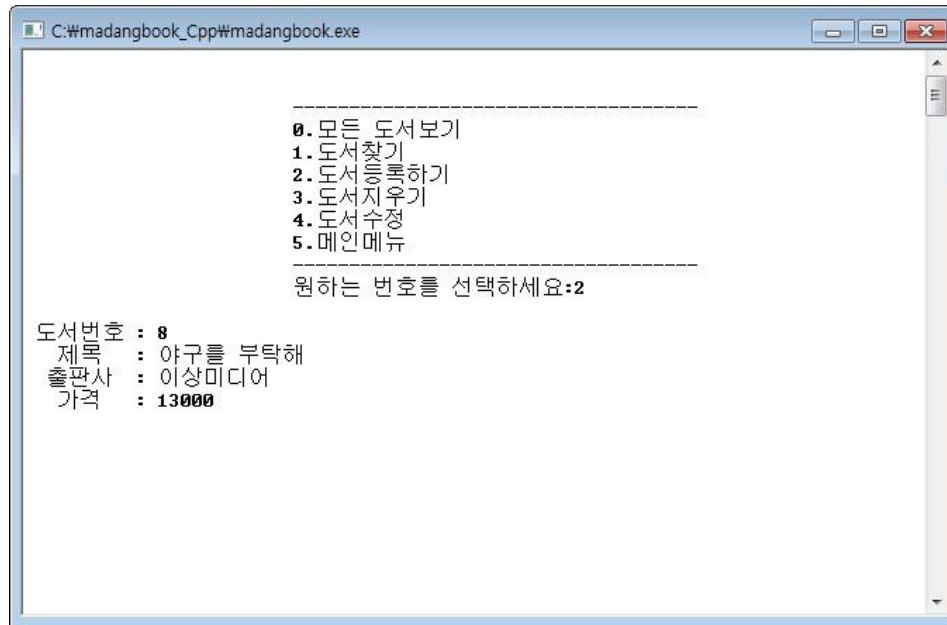 C:₩madangbook_Cpp₩madangbook.exe
------------------------------------
0.모든 도서보기
1.도서찾기
2.도서등록하기
3.도서지우기
4.도서수정
5.메인메뉴
------------------------------------
원하는 번호를 선택하세요:2
도서번호 : 8
제목 : 야구를 부탁해
출판사 : 이상미디어
가격 : 13000